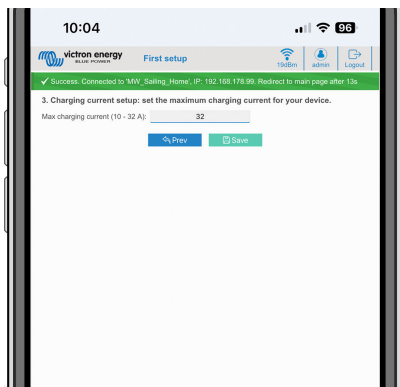 10:04
96
victron energy
BLUE POWER
First setup
19dBm
admin
Logout
Success. Connected to 'MW_Sailing_Home', IP: 192.168.178.99. Redirect to main page after 13s
3. Charging current setup: set the maximum charging current for your device.
Max charging current (10 - 32 A):
32
Prev
Save